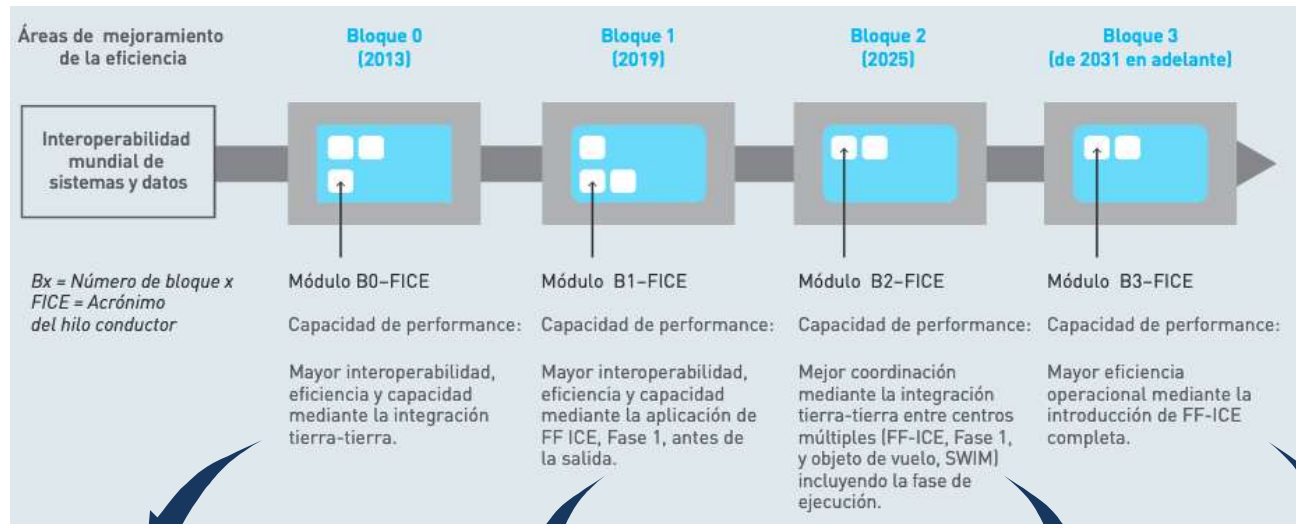 Áreas de mejoramiento
de la eficiencia
Bloque 0
(2013)
Bloque 1
(2019)
Bloque 2
(2025)
Bloque 3
(de 2031 en adelante)
Interoperabilidad
mundial de
sistemas y datos
Bx = Número de bloque x
FICE = Acrónimo
del hilo conductor
Módulo B0–FICE
Capacidad de performance:
Mayor interoperabilidad,
eficiencia y capacidad
mediante la integración
tierra-tierra.
Módulo B1–FICE
Capacidad de performance:
Mayor interoperabilidad,
eficiencia y capacidad
mediante la aplicación de
FF ICE, Fase 1, antes de
la salida.
Módulo B2–FICE
Capacidad de performance:
Mejor coordinación
mediante la integración
tierra-tierra entre centros
múltiples (FF-ICE, Fase 1,
y objeto de vuelo, SWIM)
incluyendo la fase de
ejecución.
Módulo B3–FICE
Capacidad de performance:
Mayor eficiencia
operacional mediante la
introducción de FF-ICE
completa.